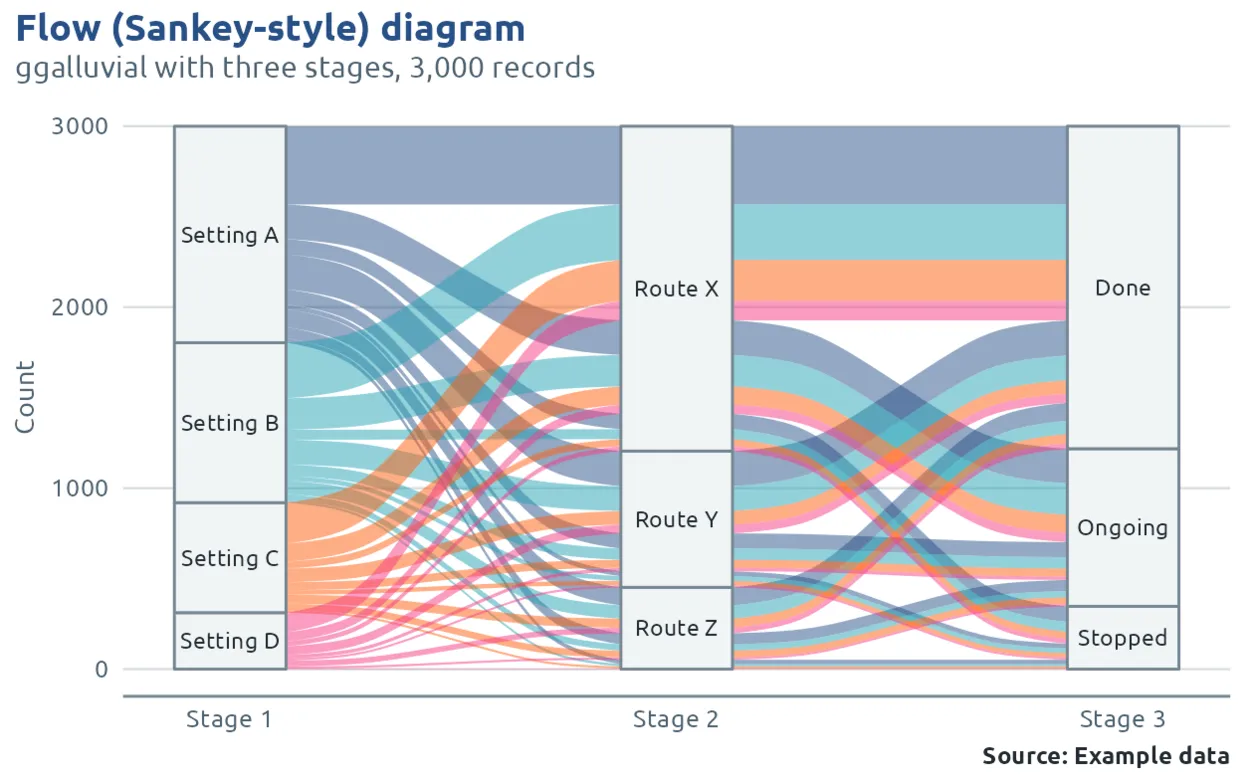 Flow (Sankey-style) diagram
ggalluvial with three stages, 3,000 records
Count
3000
2000
1000
0
Setting A
Setting B
Setting C
Setting D
Route X
Route Y
Route Z
Done
Ongoing
Stopped
Stage 1
Stage 2
Stage 3
Source: Example data